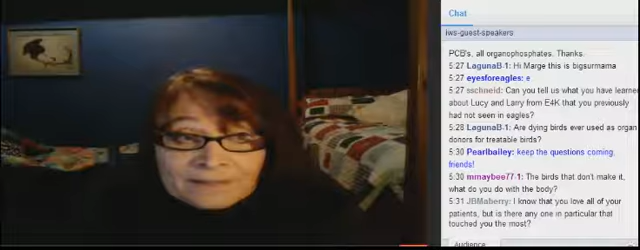 Chat
iws-guest-speakers
PCB's, all organophosphates. Thanks.
5:27 LagunaB-1: Hi Marge this is bigsurmama
5:27 eyesforeagles: e
5:27 sschneid: Can you tell us what you have learne
about Lucy and Larry from E4K that you previously
had not seen in eagles?
5:28 LagunaB-1: Are dying birds ever used as organ
donors for treatable birds?
5:30 Pearlbailey: keep the questions coming,
friends!
5:30 mmaybee77-1: The birds that don't make it,
what do you do with the body?
5:31 JBMaberry: I know that you love all of your
patients, but is there any one in particular that
touched you the most?
Audience